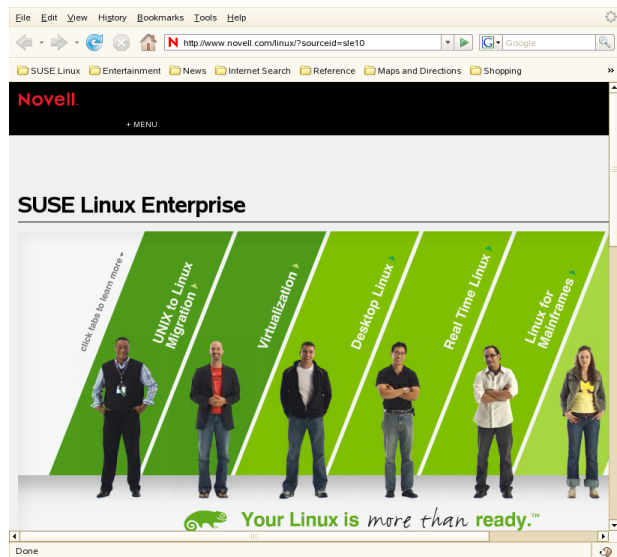 File Edit View History Bookmarks Tools Help
N http://www.novell.com/linux/?sourceid=sle10
G Google
SUSE Linux Entertainment News Internet Search Reference Maps and Directions Shopping »
Novell.
+ MENU
SUSE Linux Enterprise
click tabs to learn more
UNIX to Linux
Migration
Virtualization
Desktop Linux
Real Time Linux
Linux for
Mainframes
Your Linux is more than ready.™
Done